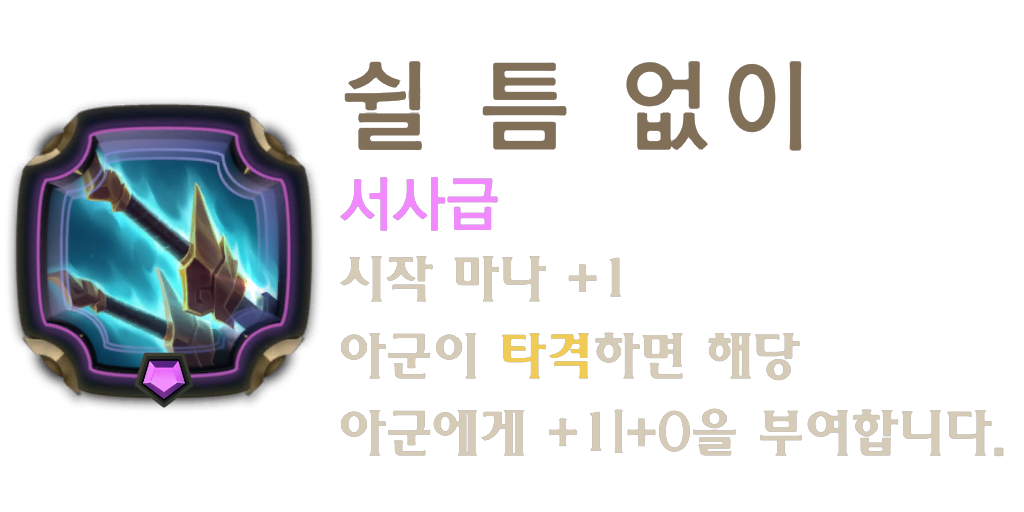 쉴 틈 없이
서사급
시작 마나 +1
아군이 타격하면 해당
아군에게 +1|+0을 부여합니다.